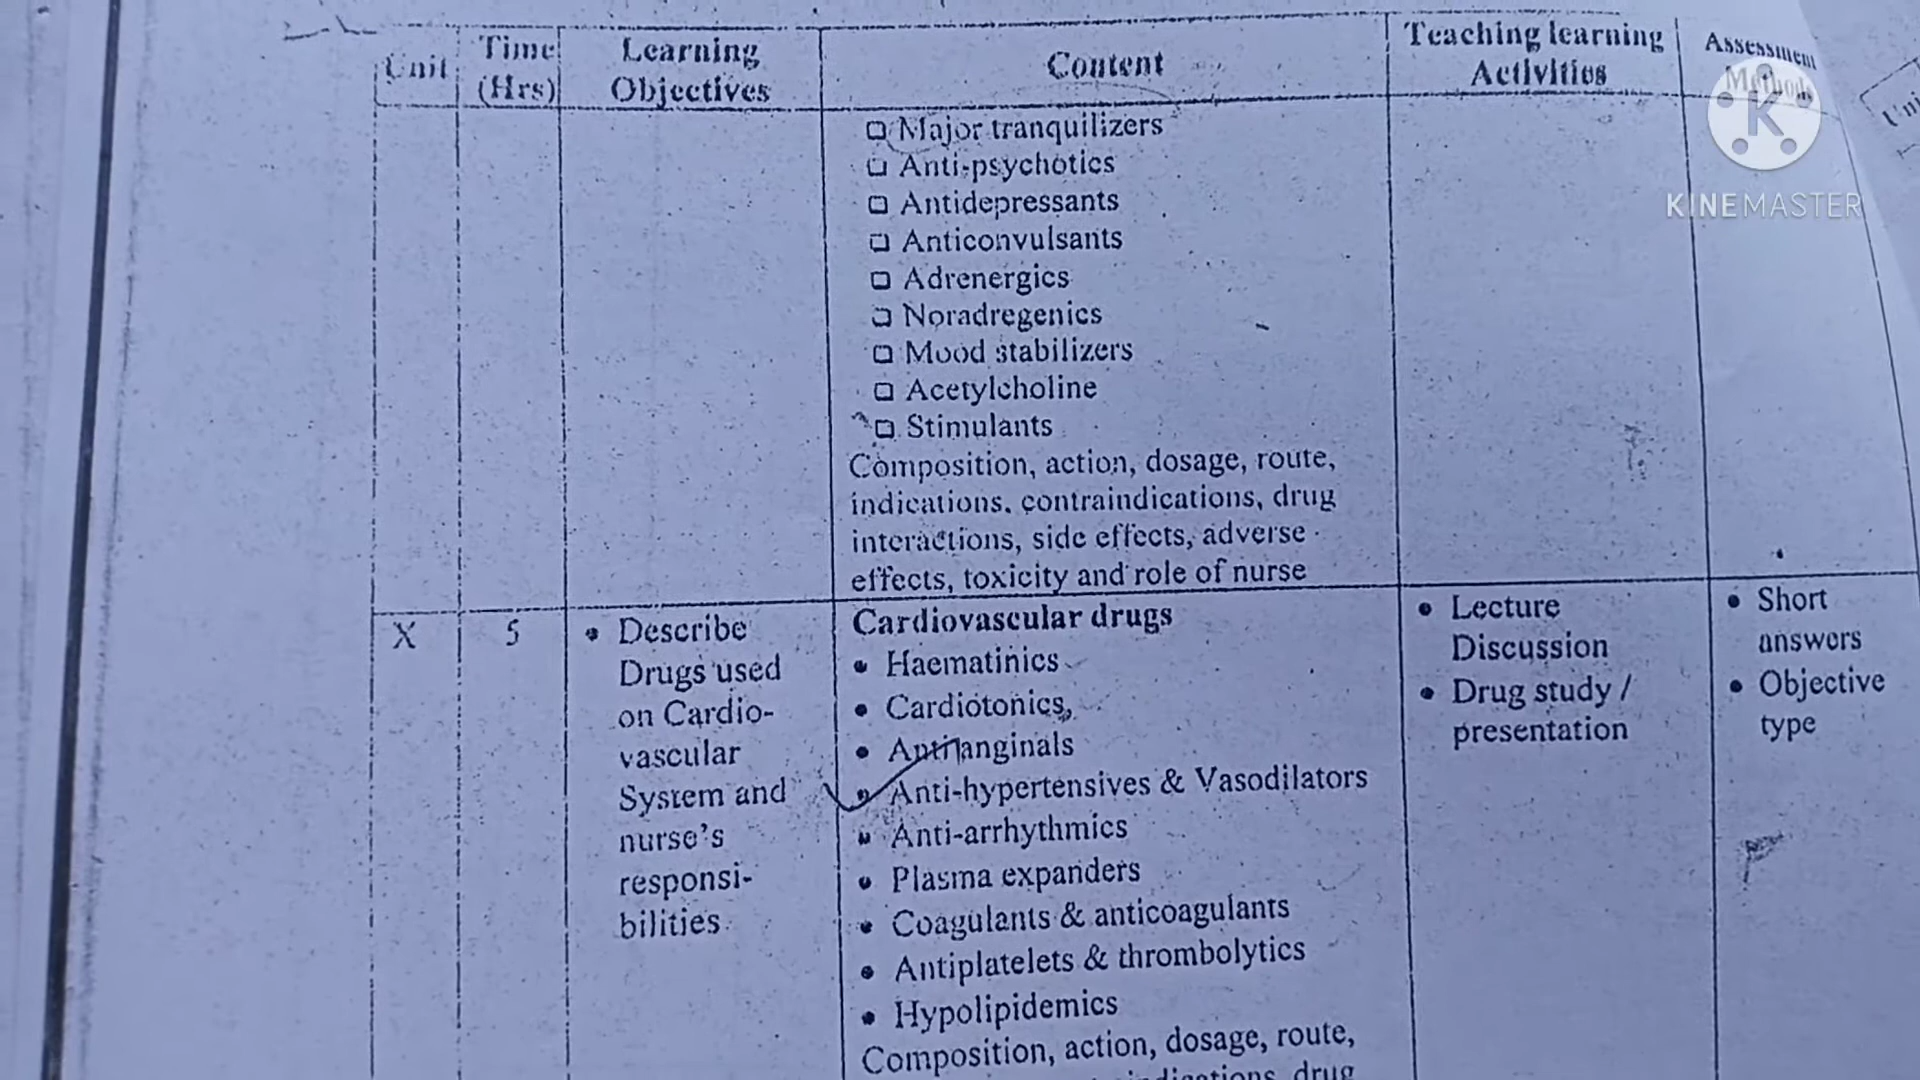 Unit
Time
(Hrs)
Learning
Objectives
Content
Teaching learning
Activities
Assessment
Methods
Major tranquilizers
Anti-psychotics
Antidepressants
Anticonvulsants
Adrenergics
Noradregenics
Mood stabilizers
Acetylcholine
Stimulants
Composition, action, dosage, route,
indications, contraindications, drug
interactions, side effects, adverse
effects, toxicity and role of nurse
X
5
• Describe
Drugs used
on Cardio-
vascular
System and
nurse's
responsi-
bilities.
Cardiovascular drugs
• Haematinics
• Cardiotonics,
• Anti-anginals
• Anti-hypertensives & Vasodilators
• Anti-arrhythmics
• Plasma expanders
• Coagulants & anticoagulants
• Antiplatelets & thrombolytics
• Hypolipidemics
Composition, action, dosage, route,
drug
• Lecture
Discussion
• Drug study /
presentation
• Short
answers
• Objective
type
K
KINEMASTER